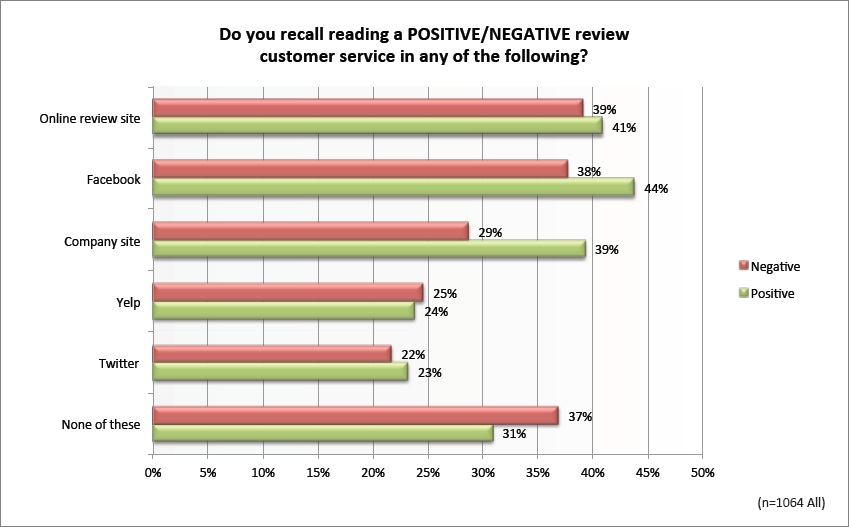 Do you recall reading a POSITIVE/NEGATIVE review
customer service in any of the following?
Online review site
39%
41%
Facebook
38%
44%
Company site
29%
39%
Yelp
25%
24%
Twitter
22%
23%
None of these
37%
31%
Negative
Positive
0% 5% 10% 15% 20% 25% 30% 35% 40% 45% 50%
(n=1064 All)